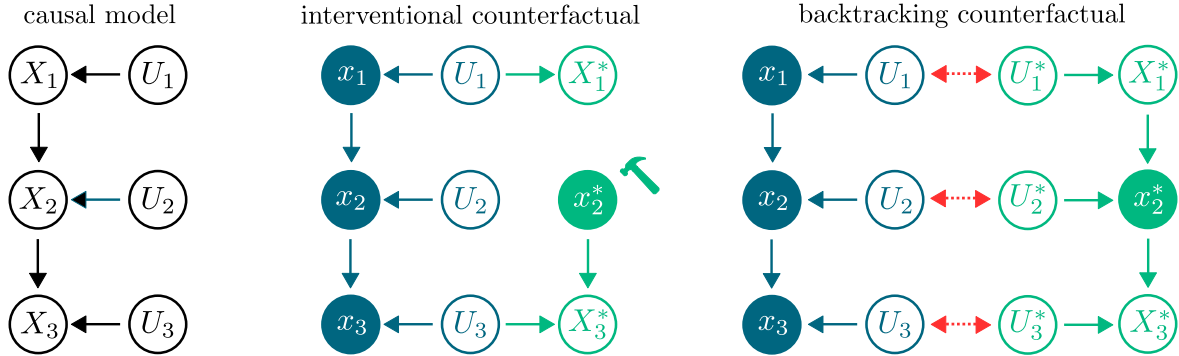 causal model interventional counterfactual backtracking counterfactual
X₁ U₁ x₁ U₁ X₁* x₁ U₁ U₁* X₁*
X₂ U₂ x₂ U₂ x₂* x₂ U₂ U₂* x₂*
X₃ U₃ x₃ U₃ X₃* x₃ U₃ U₃* X₃*